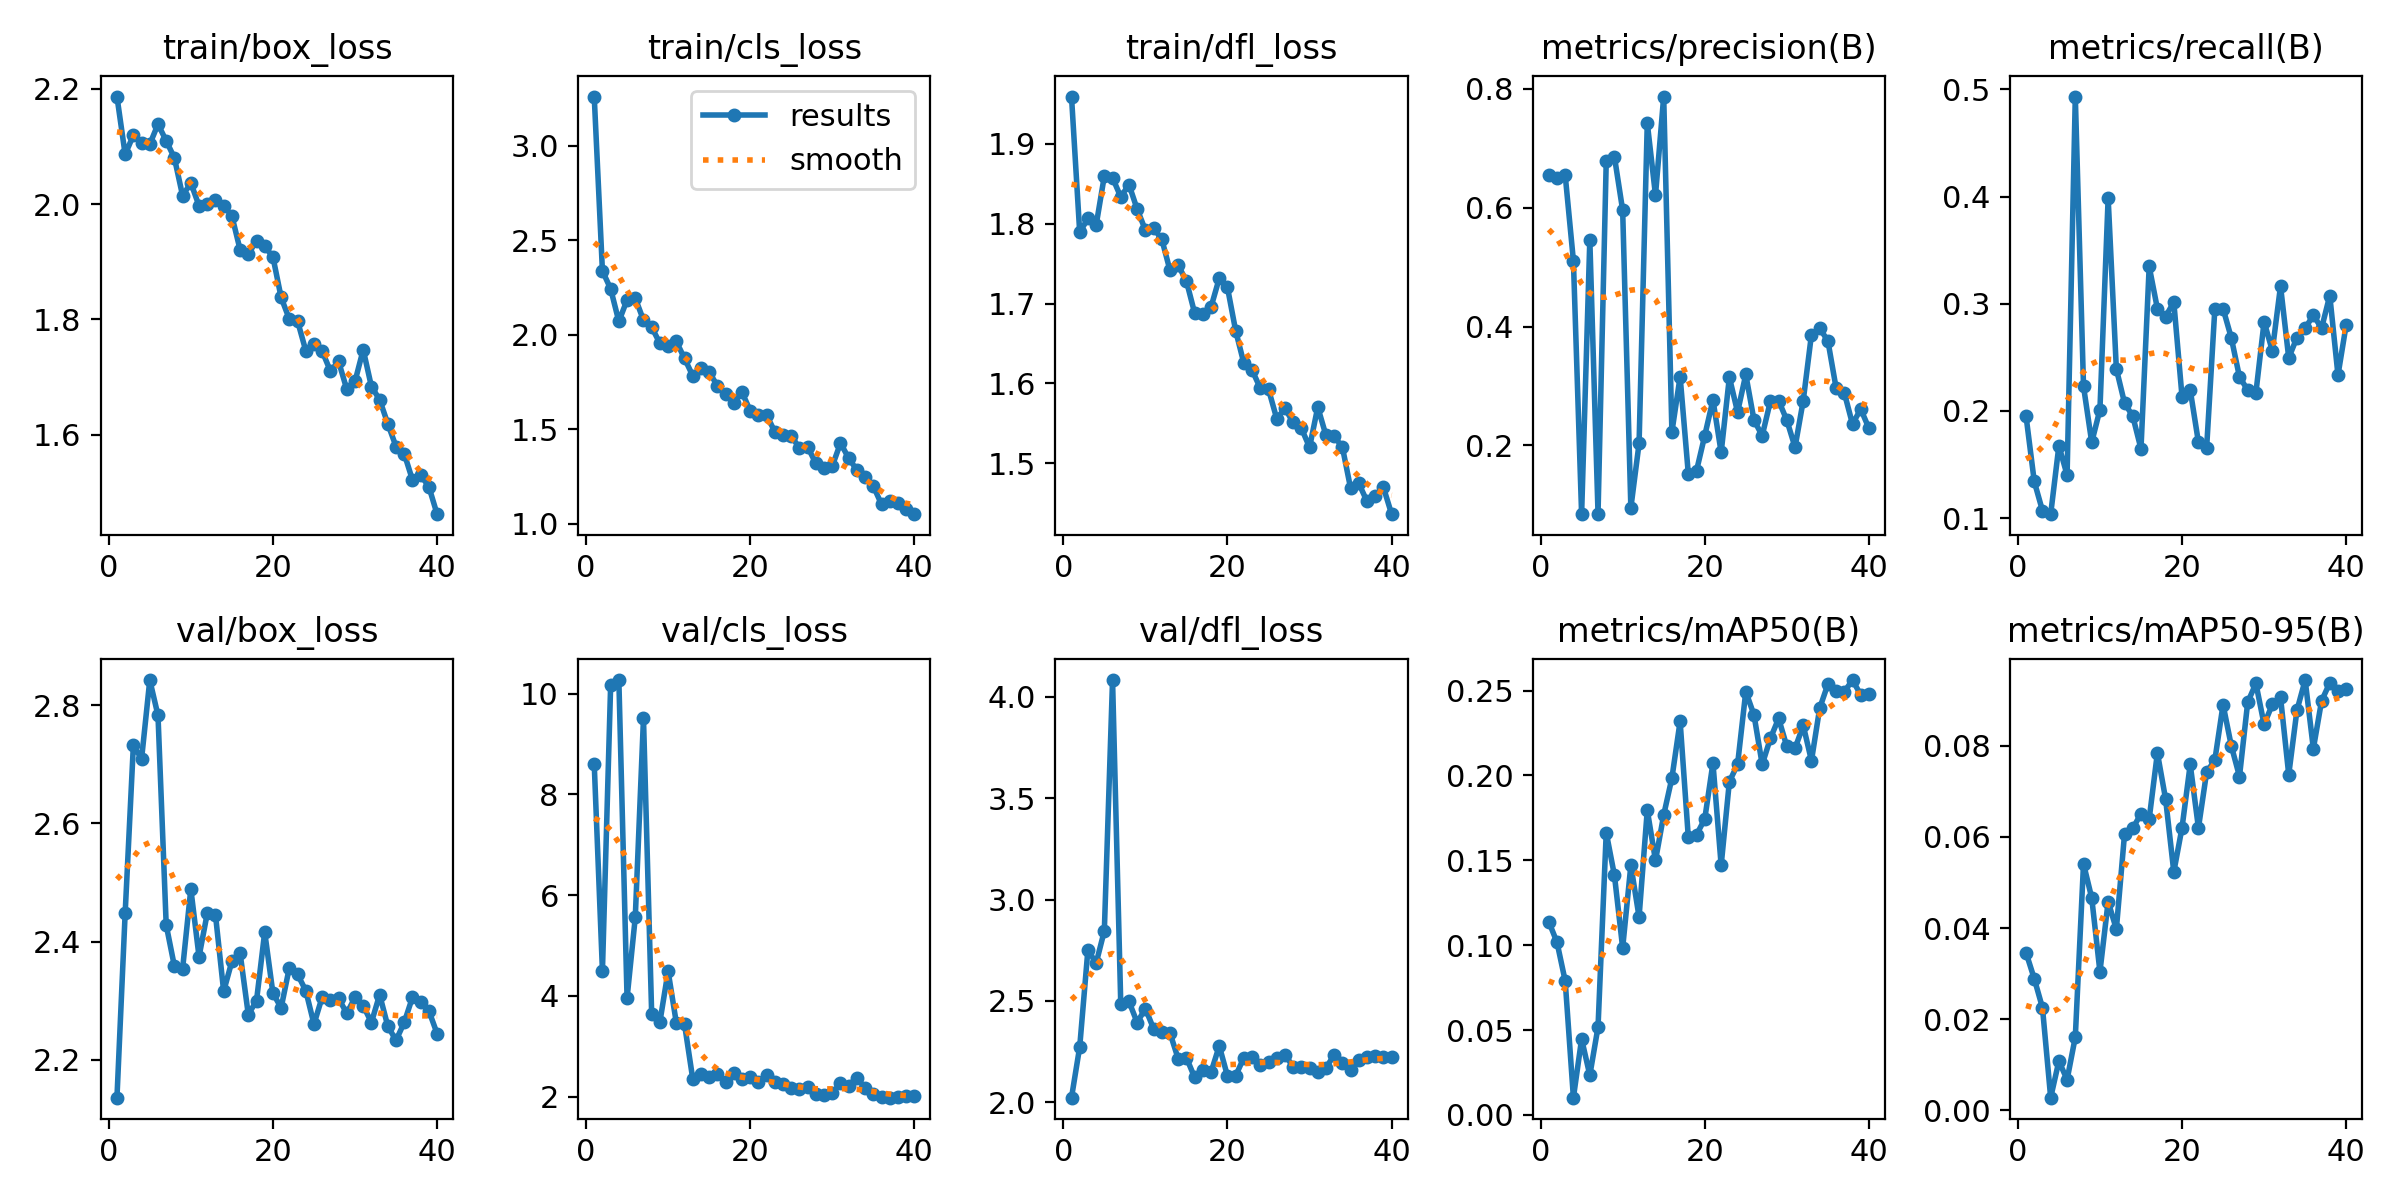 train/box_loss
2.2
2.0
1.8
1.6
0 20 40
train/cls_loss
results
smooth
3.0
2.5
2.0
1.5
1.0
0 20 40
train/dfl_loss
1.9
1.8
1.7
1.6
1.5
0 20 40
metrics/precision(B)
0.8
0.6
0.4
0.2
0 20 40
metrics/recall(B)
0.5
0.4
0.3
0.2
0.1
0 20 40
val/box_loss
2.8
2.6
2.4
2.2
0 20 40
val/cls_loss
10
8
6
4
2
0 20 40
val/dfl_loss
4.0
3.5
3.0
2.5
2.0
0 20 40
metrics/mAP50(B)
0.25
0.20
0.15
0.10
0.05
0.00
0 20 40
metrics/mAP50-95(B)
0.08
0.06
0.04
0.02
0.00
0 20 40